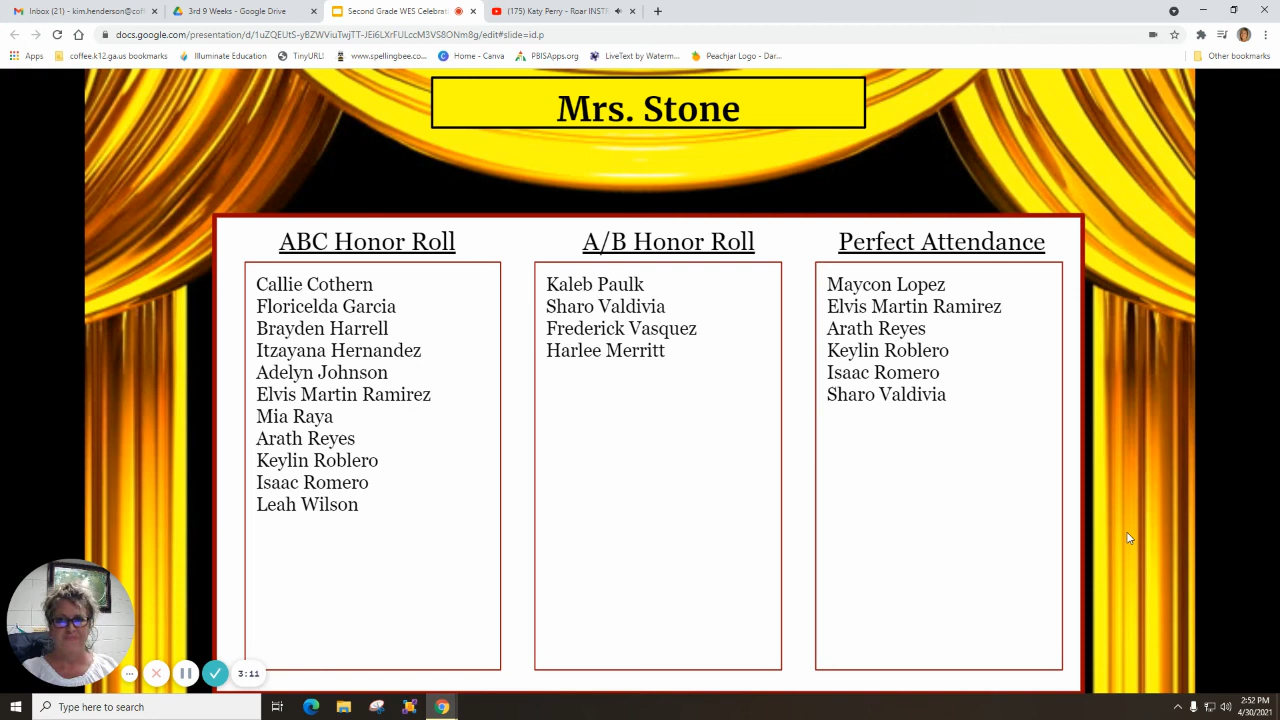 Inbox (21) - kim.henderson@coff
3rd 9 Weeks - Google Drive
Second Grade WES Celebrati
(175) Katy Perry - Roar INSTR
docs.google.com/presentation/d/1uZQEUtS-yBZWViuTwjTT-JEi6LXrFULccM3VS8ONm8g/edit#slide=id.p
Apps
coffee.k12.ga.us bookmarks
Illuminate Education
TinyURL!
www.spellingbee.co...
Home - Canva
PBISApps.org
LiveText by Waterm...
Peachjar Logo - Dar...
Other bookmarks
Mrs. Stone
ABC Honor Roll
Callie Cothern
Floricelda Garcia
Brayden Harrell
Itzayana Hernandez
Adelyn Johnson
Elvis Martin Ramirez
Mia Raya
Arath Reyes
Keylin Roblero
Isaac Romero
Leah Wilson
A/B Honor Roll
Kaleb Paulk
Sharo Valdivia
Frederick Vasquez
Harlee Merritt
Perfect Attendance
Maycon Lopez
Elvis Martin Ramirez
Arath Reyes
Keylin Roblero
Isaac Romero
Sharo Valdivia
3:11
Type here to search
2:52 PM
4/30/2021